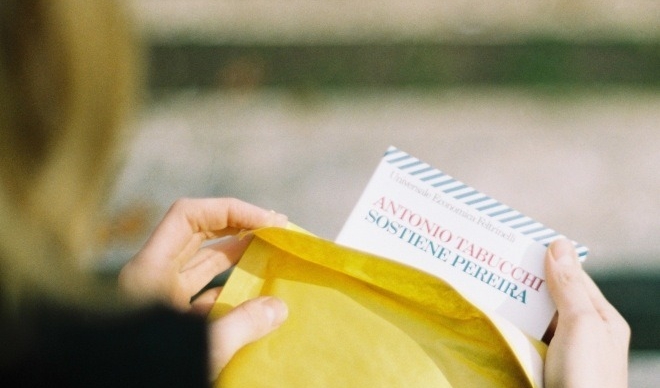 Universale Economica Feltrinelli
ANTONIO TABUCCHI
SOSTIENE PEREIRA